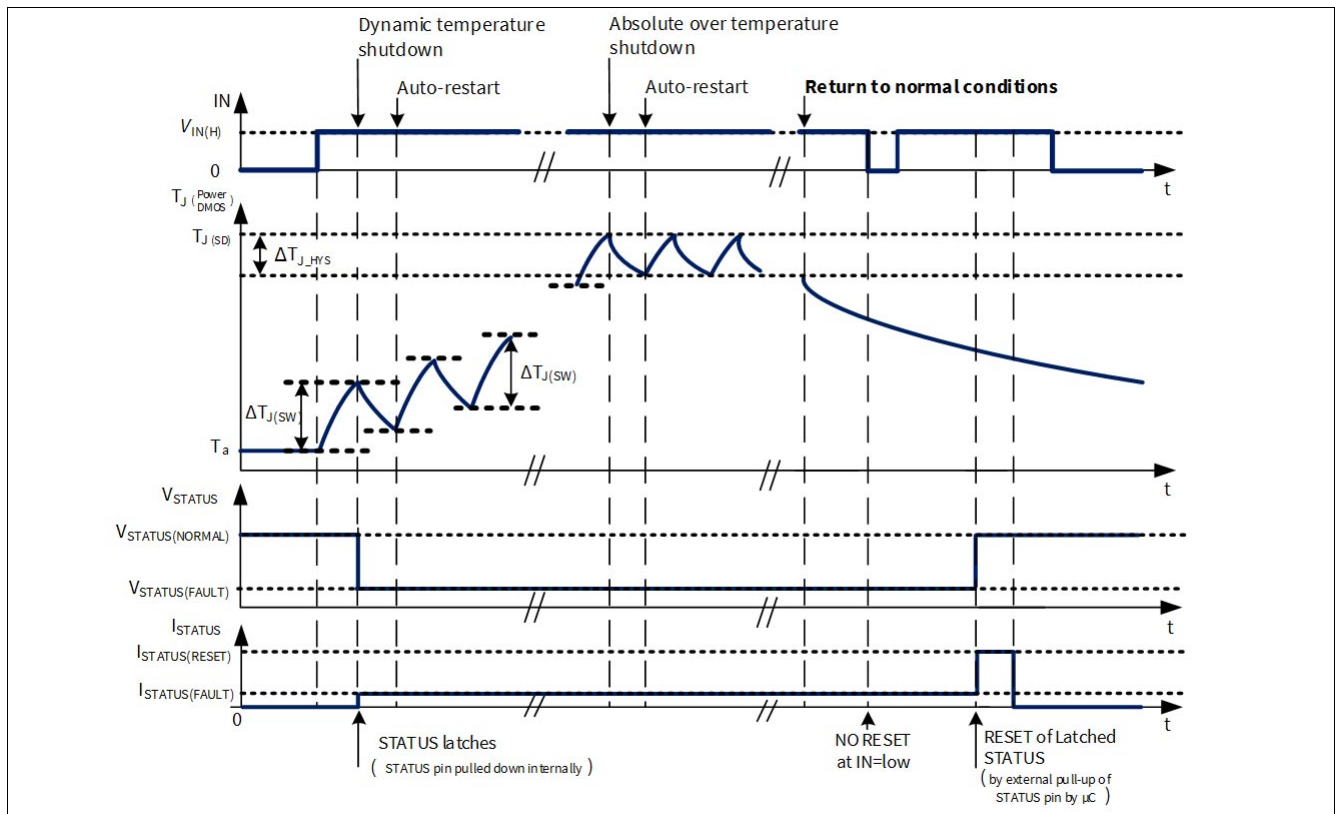 Dynamic temperature
shutdown
Absolute over temperature
shutdown
Auto-restart
Auto-restart
Return to normal conditions
IN
VIN(H)
0
t
TJ (Power
DMOS)
TJ (SD)
ΔTJ_HYS
ΔTJ(SW)
ΔTJ(SW)
Ta
t
VSTATUS
VSTATUS(NORMAL)
VSTATUS(FAULT)
t
ISTATUS
ISTATUS(RESET)
ISTATUS(FAULT)
0
t
STATUS latches
( STATUS pin pulled down internally )
NO RESET
at IN=low
RESET of Latched
STATUS
( by external pull-up of
STATUS pin by µC )